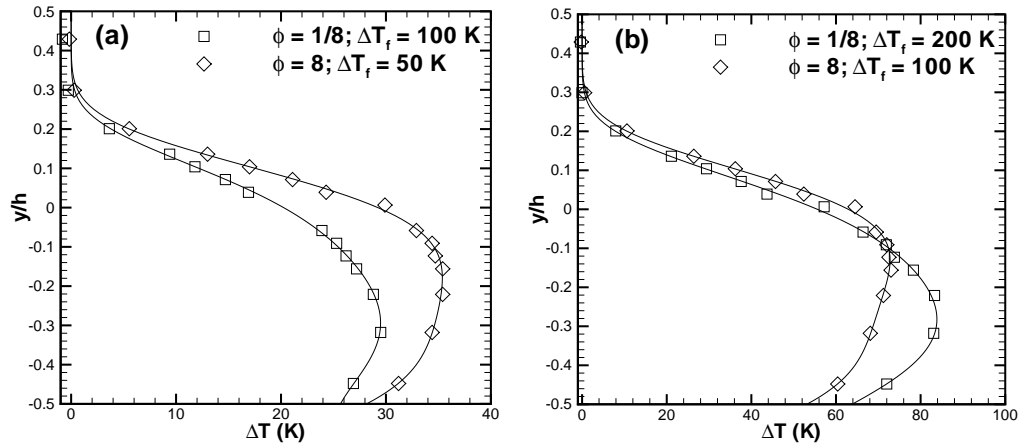 (a)
ϕ = 1/8; ΔT_f = 100 K
ϕ = 8; ΔT_f = 50 K
y/h
0.5
0.4
0.3
0.2
0.1
0
-0.1
-0.2
-0.3
-0.4
-0.5
0 10 20 30 40
ΔT (K)
(b)
ϕ = 1/8; ΔT_f = 200 K
ϕ = 8; ΔT_f = 100 K
y/h
0.5
0.4
0.3
0.2
0.1
0
-0.1
-0.2
-0.3
-0.4
-0.5
0 20 40 60 80 100
ΔT (K)